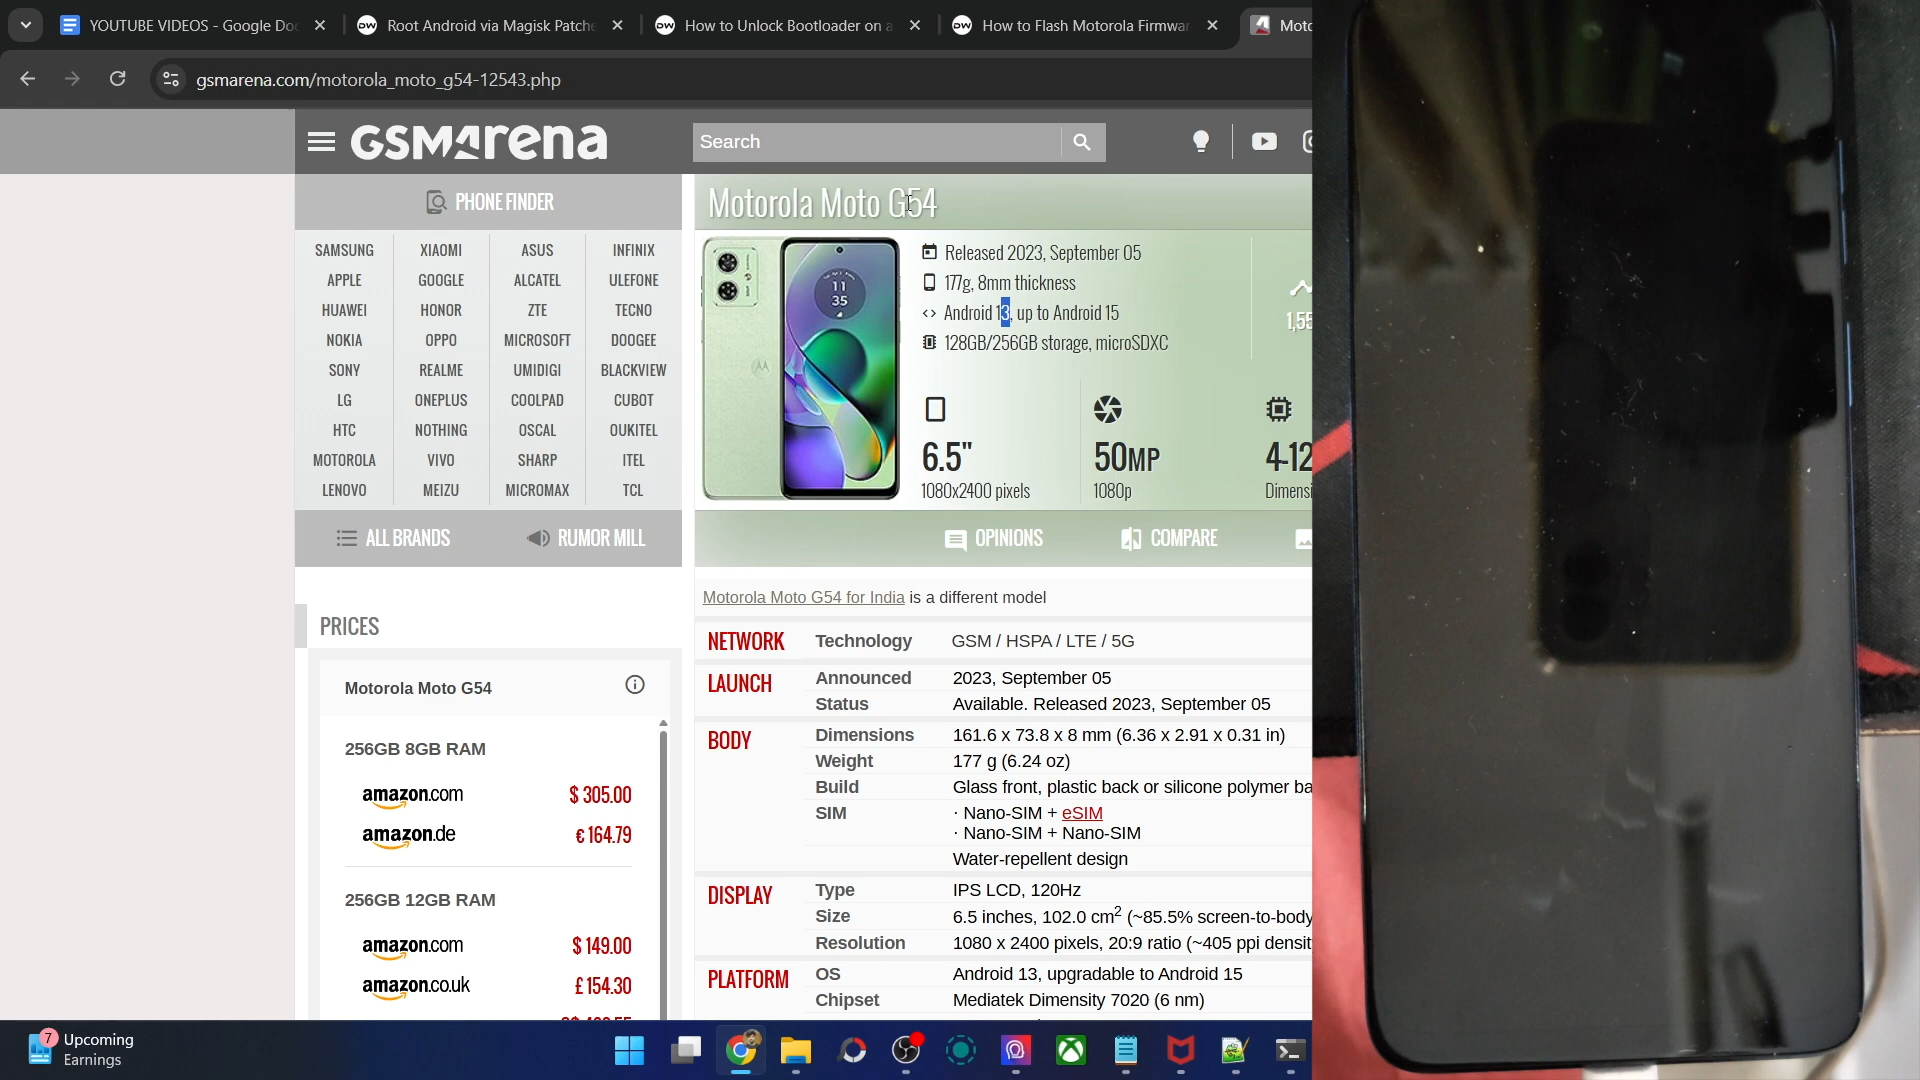 YOUTUBE VIDEOS - Google Do
Root Android via Magisk Patche
How to Unlock Bootloader on a
How to Flash Motorola Firmwar
Moto
gsmarena.com/motorola_moto_g54-12543.php
GSMArena
Search
PHONE FINDER
SAMSUNG XIAOMI ASUS INFINIX
APPLE GOOGLE ALCATEL ULEFONE
HUAWEI HONOR ZTE TECNO
NOKIA OPPO MICROSOFT DOOGEE
SONY REALME UMIDIGI BLACKVIEW
LG ONEPLUS COOLPAD CUBOT
HTC NOTHING OSCAL OUKITEL
MOTOROLA VIVO SHARP ITEL
LENOVO MEIZU MICROMAX TCL
ALL BRANDS RUMOR MILL
Motorola Moto G54
11
35
Released 2023, September 05
177g, 8mm thickness
Android 13, up to Android 15
128GB/256GB storage, microSDXC
1,55
6.5"
1080x2400 pixels
50MP
1080p
4-12
Dimensi
OPINIONS COMPARE
PRICES
Motorola Moto G54
256GB 8GB RAM
amazon.com $ 305.00
amazon.de € 164.79
256GB 12GB RAM
amazon.com $ 149.00
amazon.co.uk £ 154.30
Motorola Moto G54 for India is a different model
NETWORK Technology GSM / HSPA / LTE / 5G
LAUNCH Announced 2023, September 05
Status Available. Released 2023, September 05
BODY Dimensions 161.6 x 73.8 x 8 mm (6.36 x 2.91 x 0.31 in)
Weight 177 g (6.24 oz)
Build Glass front, plastic back or silicone polymer ba
SIM · Nano-SIM + eSIM
· Nano-SIM + Nano-SIM
Water-repellent design
DISPLAY Type IPS LCD, 120Hz
Size 6.5 inches, 102.0 cm2 (~85.5% screen-to-body
Resolution 1080 x 2400 pixels, 20:9 ratio (~405 ppi densit
PLATFORM OS Android 13, upgradable to Android 15
Chipset Mediatek Dimensity 7020 (6 nm)
7
Upcoming
Earnings